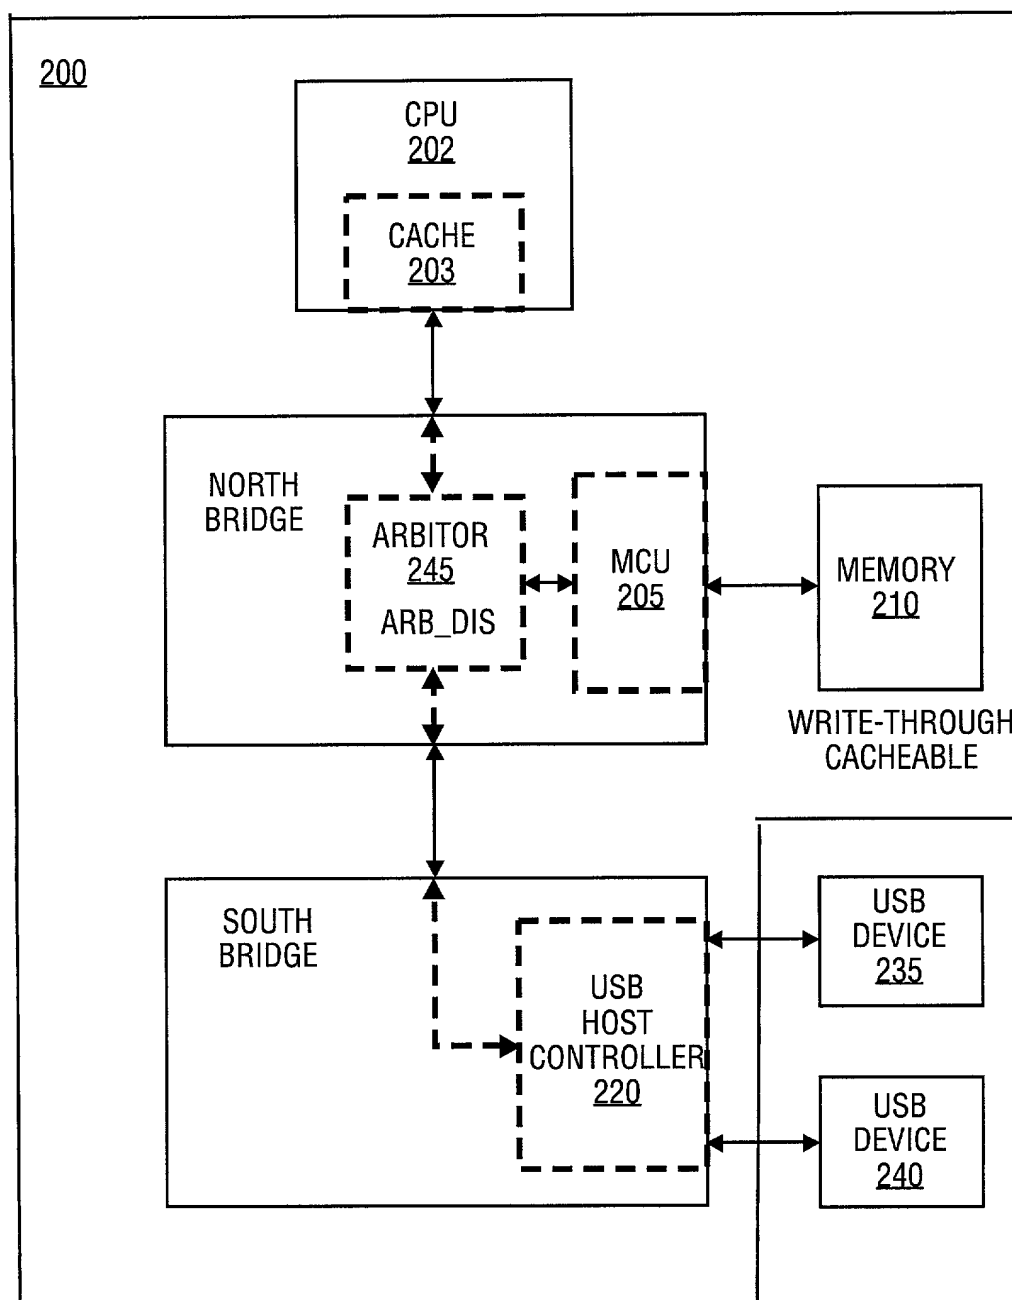 200
CPU
202
CACHE
203
NORTH
BRIDGE
ARBITOR
245
ARB_DIS
MCU
205
MEMORY
210
WRITE-THROUGH
CACHEABLE
SOUTH
BRIDGE
USB
HOST
CONTROLLER
220
USB
DEVICE
235
USB
DEVICE
240